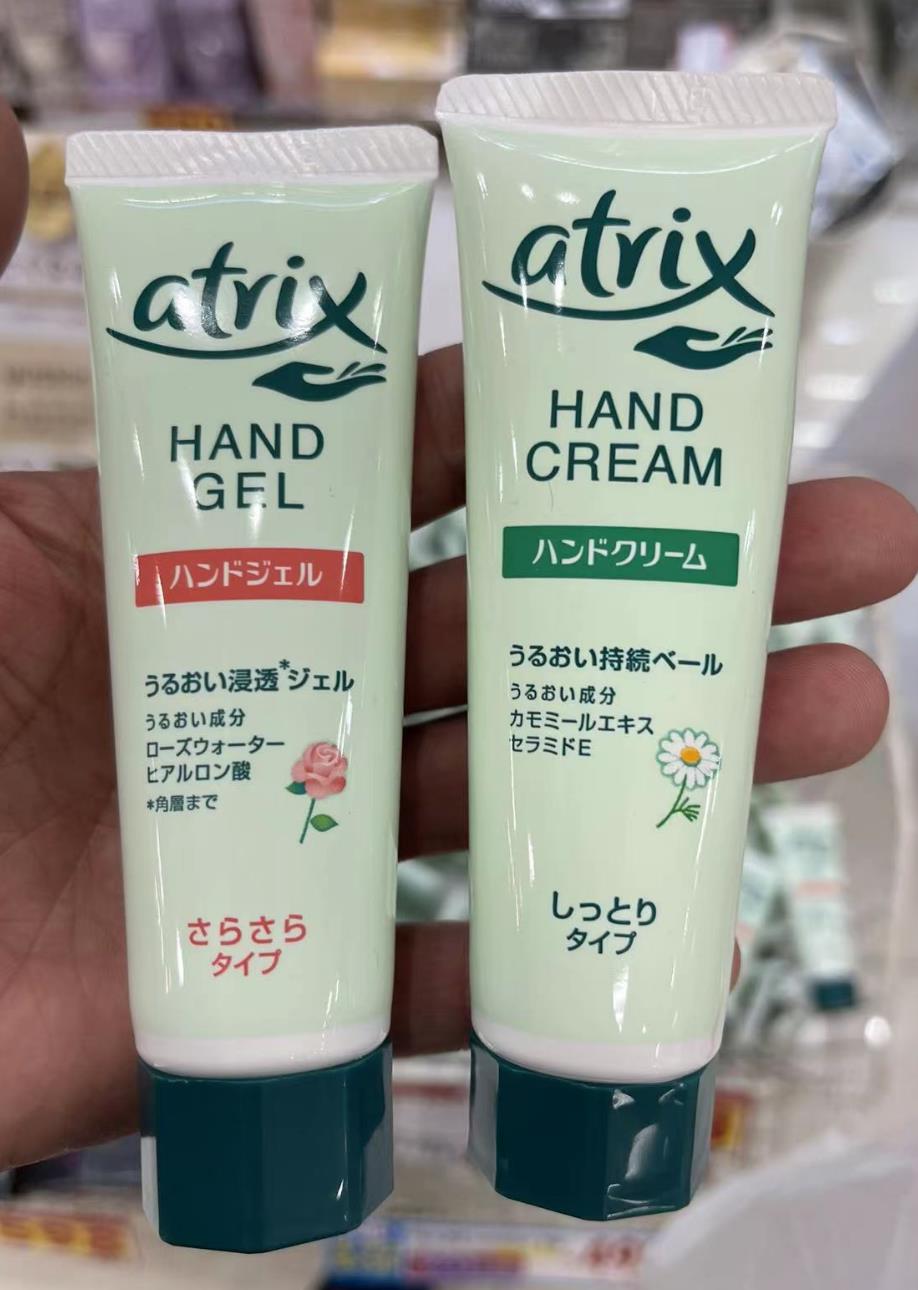 atrix
HAND
GEL
ハンドジェル
うるおい浸透*ジェル
うるおい成分
ローズウォーター
ヒアルロン酸
*角層まで
さらさら
タイプ
atrix
HAND
CREAM
ハンドクリーム
うるおい持続ベール
うるおい成分
カモミールエキス
セラミドE
しっとり
タイプ